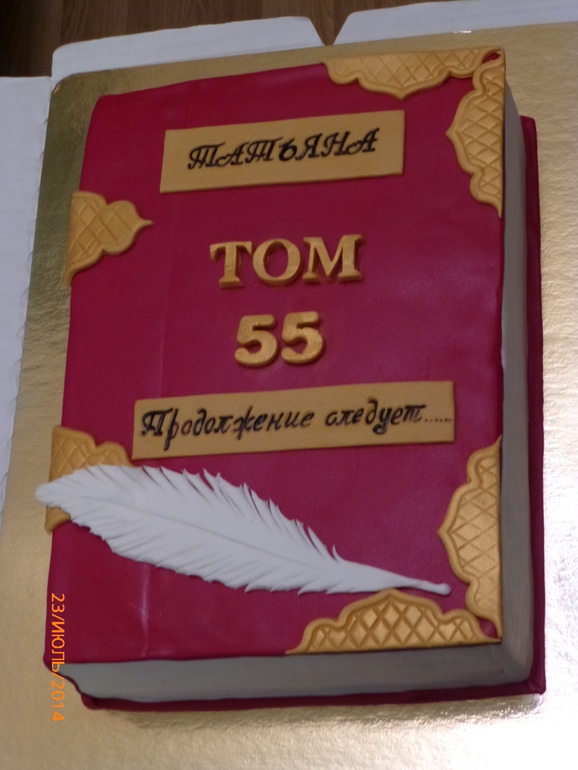 ТАТЬЯНА
ТОМ
55
Продолжение следует......
23/ИЮЛЬ/2014